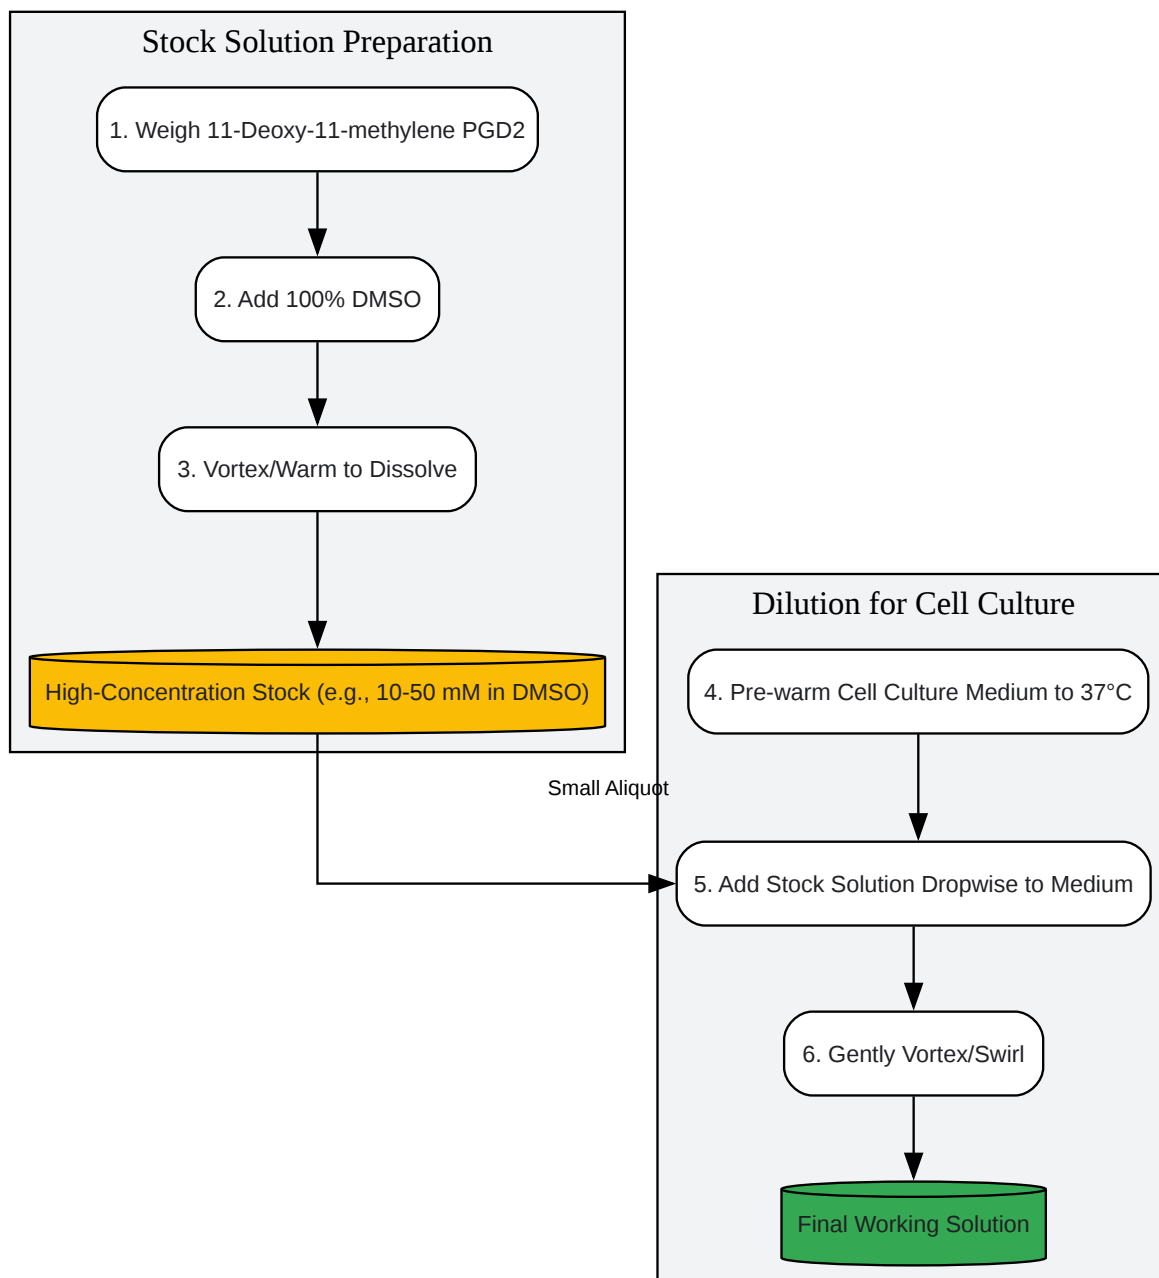 Stock Solution Preparation
1. Weigh 11-Deoxy-11-methylene PGD2
2. Add 100% DMSO
3. Vortex/Warm to Dissolve
High-Concentration Stock (e.g., 10-50 mM in DMSO)
Small Aliquot
Dilution for Cell Culture
4. Pre-warm Cell Culture Medium to 37°C
5. Add Stock Solution Dropwise to Medium
6. Gently Vortex/Swirl
Final Working Solution